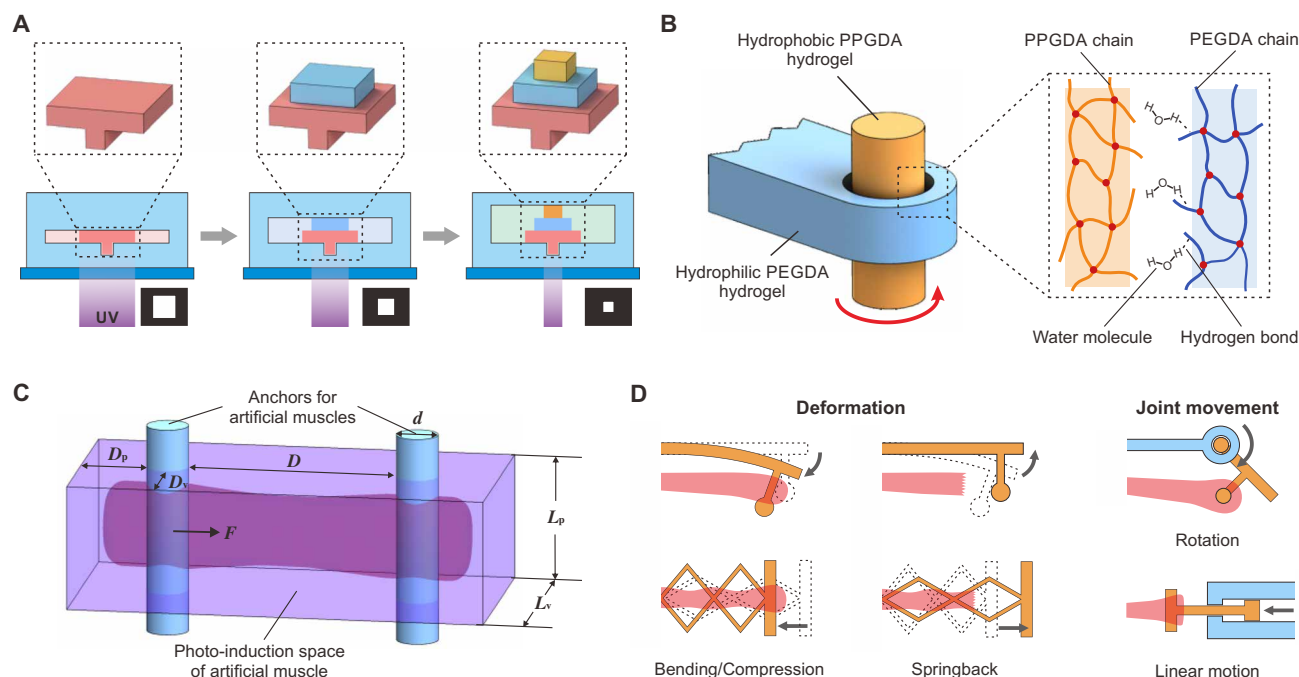 A
UV
B
Hydrophobic PPGDA
hydrogel
Hydrophilic PEGDA
hydrogel
PPGDA chain
PEGDA chain
H
O
H
H
O
H
H
O
H
Water molecule
Hydrogen bond
C
Anchors for
artificial muscles
d
Dp
D
Dv
F
Lp
Lv
Photo-induction space
of artificial muscle
D
Deformation
Joint movement
Rotation
Bending/Compression
Springback
Linear motion